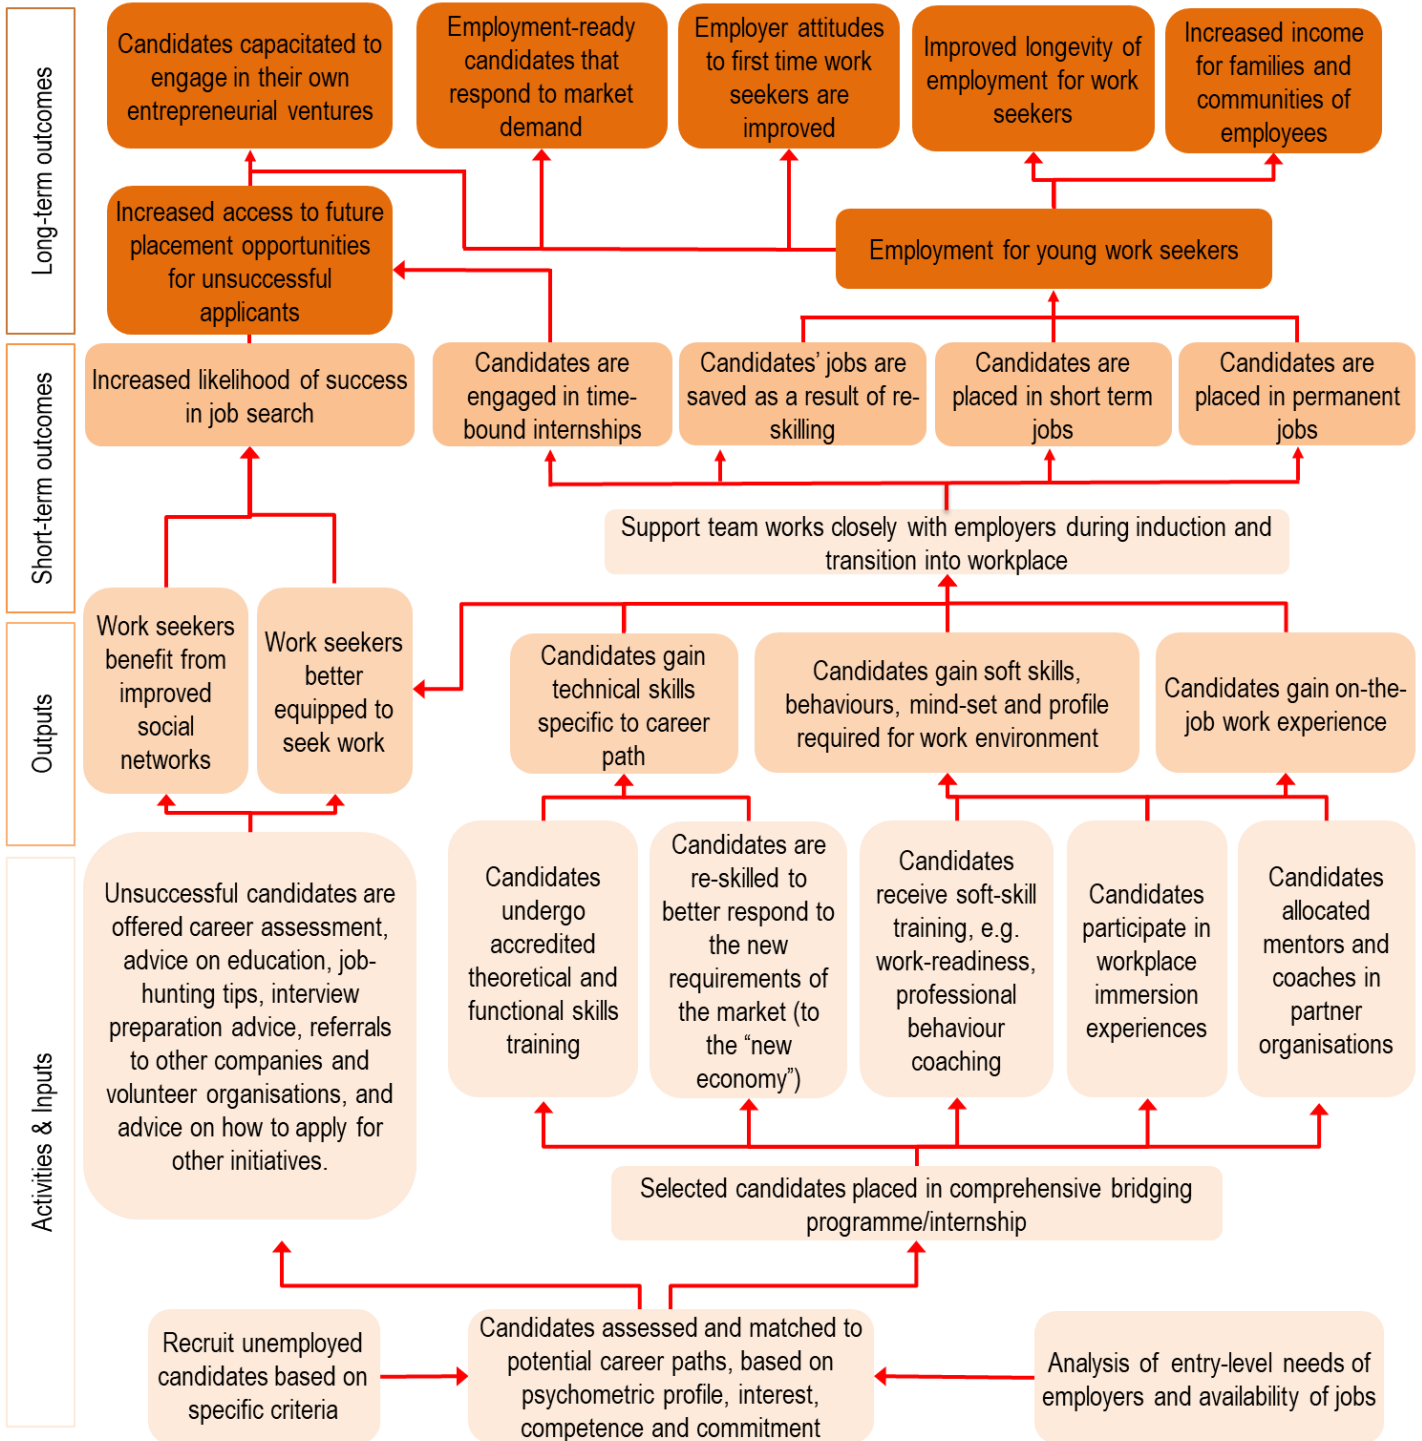 Long-term outcomes
Candidates capacitated to
engage in their own
entrepreneurial ventures
Employment-ready
candidates that
respond to market
demand
Employer attitudes
to first time work
seekers are
improved
Improved longevity of
employment for work
seekers
Increased income
for families and
communities of
employees
Increased access to future
placement opportunities
for unsuccessful
applicants
Employment for young work seekers
Short-term outcomes
Increased likelihood of success
in job search
Candidates are
engaged in time-
bound internships
Candidates’ jobs are
saved as a result of re-
skilling
Candidates are
placed in short term
jobs
Candidates are
placed in permanent
jobs
Support team works closely with employers during induction and
transition into workplace
Outputs
Work seekers
benefit from
improved
social
networks
Work seekers
better
equipped to
seek work
Candidates gain
technical skills
specific to career
path
Candidates gain soft skills,
behaviours, mind-set and profile
required for work environment
Candidates gain on-the-
job work experience
Activities & Inputs
Unsuccessful candidates are
offered career assessment,
advice on education, job-
hunting tips, interview
preparation advice, referrals
to other companies and
volunteer organisations, and
advice on how to apply for
other initiatives.
Candidates
undergo
accredited
theoretical and
functional skills
training
Candidates are
re-skilled to
better respond to
the new
requirements of
the market (to
the “new
economy”)
Candidates
receive soft-skill
training, e.g.
work-readiness,
professional
behaviour
coaching
Candidates
participate in
workplace
immersion
experiences
Candidates
allocated
mentors and
coaches in
partner
organisations
Selected candidates placed in comprehensive bridging
programme/internship
Recruit unemployed
candidates based on
specific criteria
Candidates assessed and matched to
potential career paths, based on
psychometric profile, interest,
competence and commitment
Analysis of entry-level needs of
employers and availability of jobs